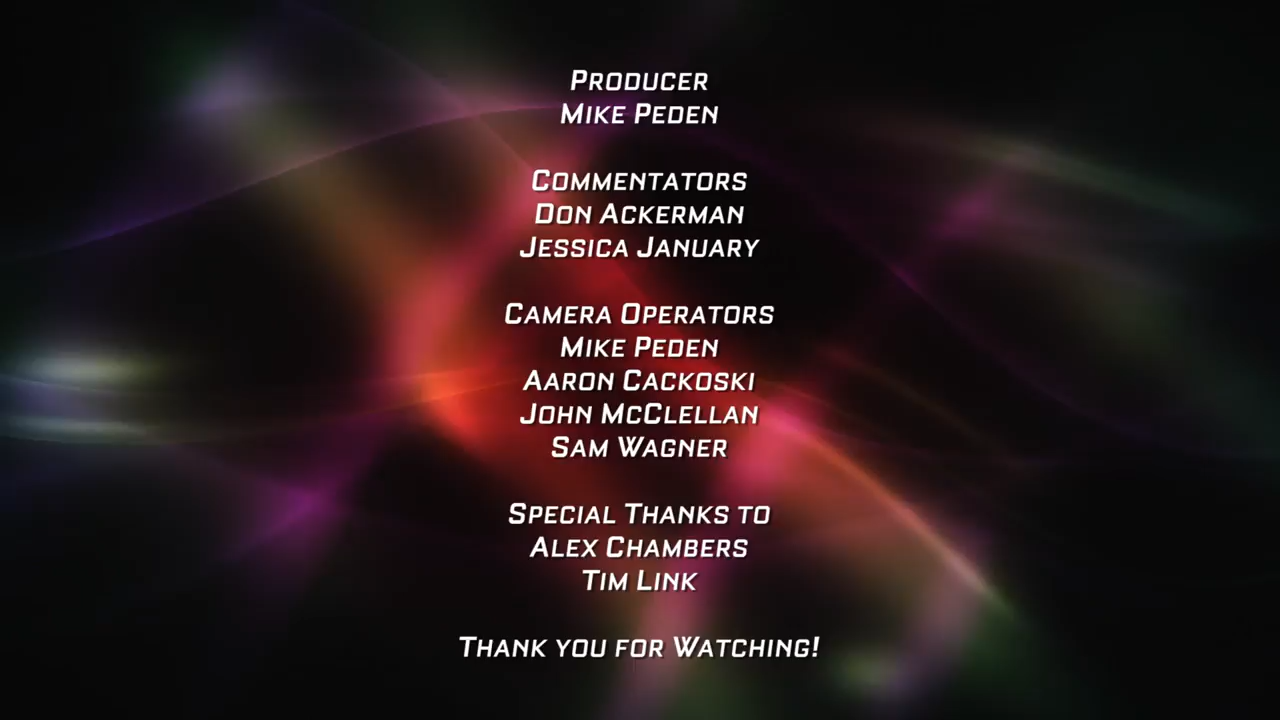 Producer
Mike Peden
Commentators
Don Ackerman
Jessica January
Camera Operators
Mike Peden
Aaron Cackoski
John McClellan
Sam Wagner
Special Thanks to
Alex Chambers
Tim Link
Thank you for Watching!